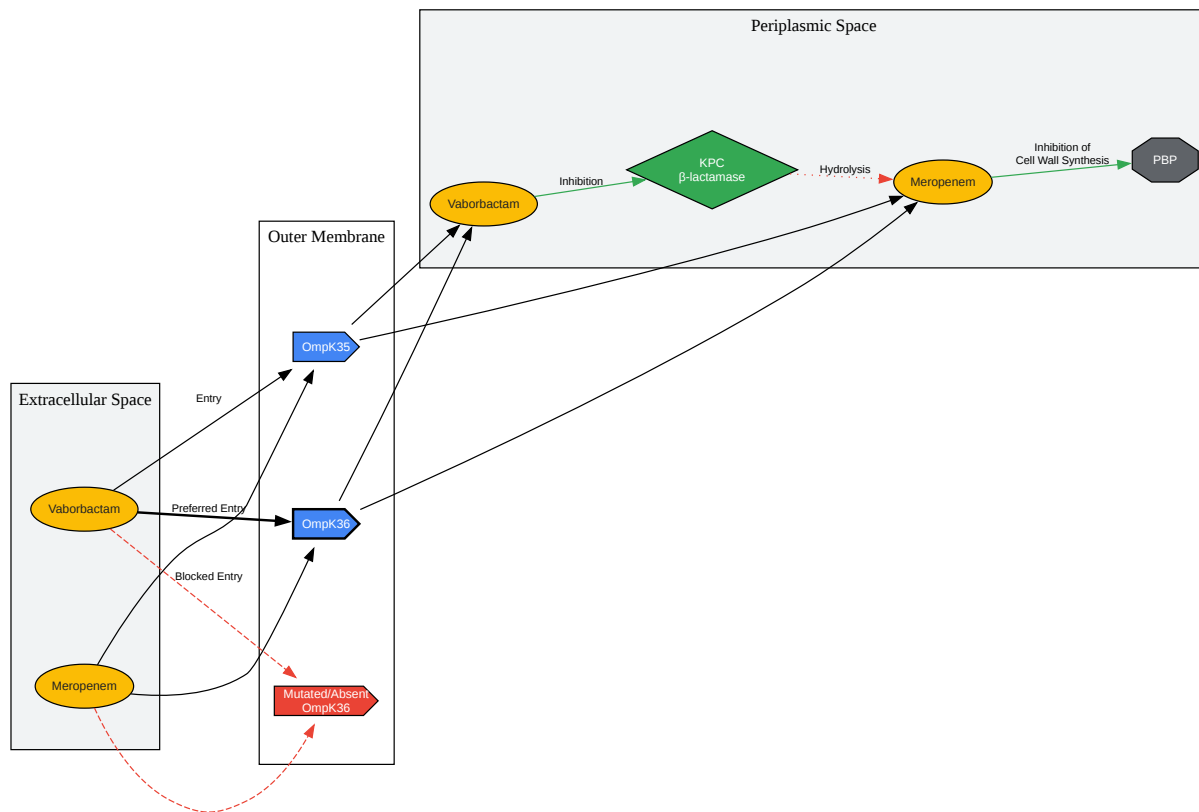 Periplasmic Space
Inhibition of
Cell Wall Synthesis
PBP
KPC
β-lactamase
Hydrolysis
Meropenem
Inhibition
Vaborbactam
Outer Membrane
OmpK35
Extracellular Space
Entry
Vaborbactam
Preferred Entry
OmpK36
Blocked Entry
Meropenem
Mutated/Absent
OmpK36